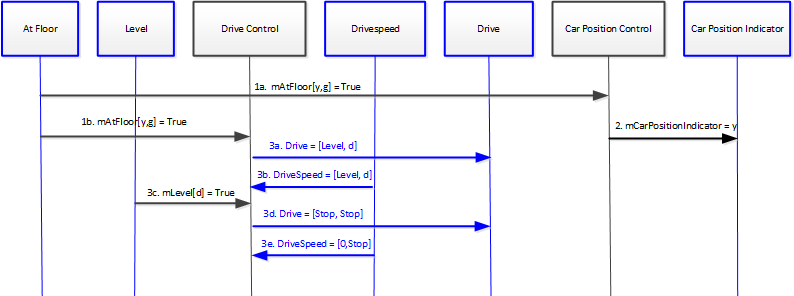 At Floor
Level
Drive Control
Drivespeed
Drive
Car Position Control
Car Position Indicator
1a. mAtFloor[y,g] = True
1b. mAtFloor[y,g] = True
2. mCarPositionIndicator = y
3a. Drive = [Level, d]
3b. DriveSpeed = [Level, d]
3c. mLevel[d] = True
3d. Drive = [Stop, Stop]
3e. DriveSpeed = [0,Stop]